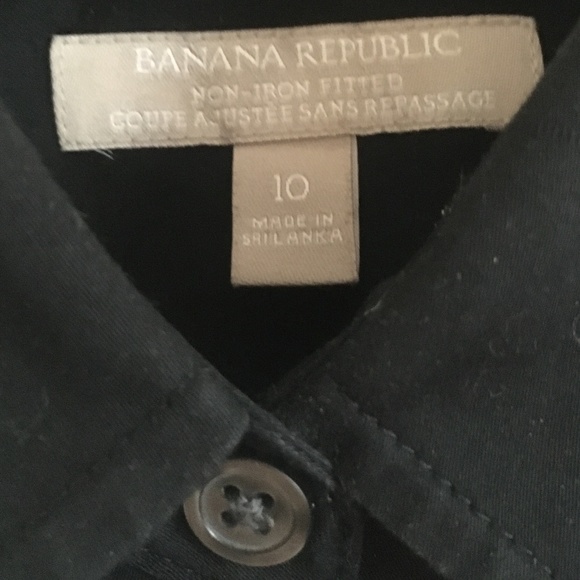 BANANA REPUBLIC
NON-IRON FITTED
COUPE AJUSTÉE SANS REPASSAGE
10
MADE IN
SRI LANKA